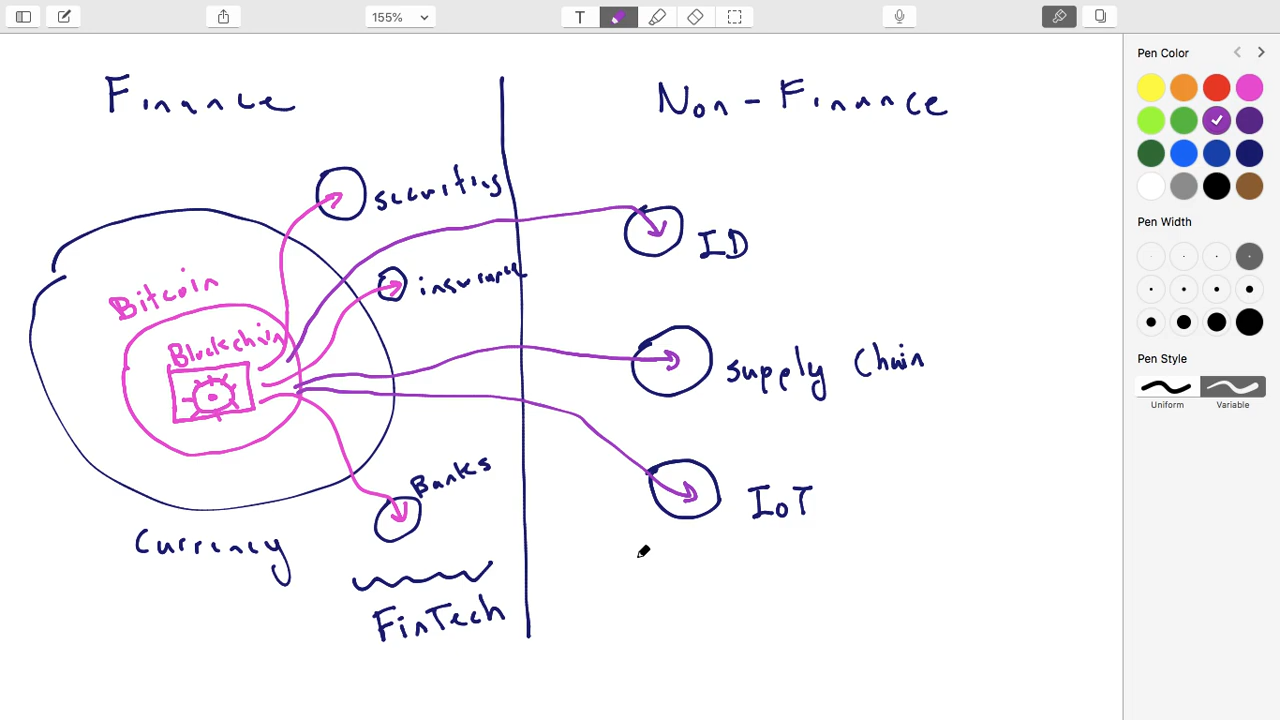 155%
T
Finance
Non-Finance
securities
ID
insurance
Bitcoin
Blockchain
supply Chain
Banks
IoT
Currency
FinTech
Pen Color
Pen Width
Pen Style
Uniform
Variable